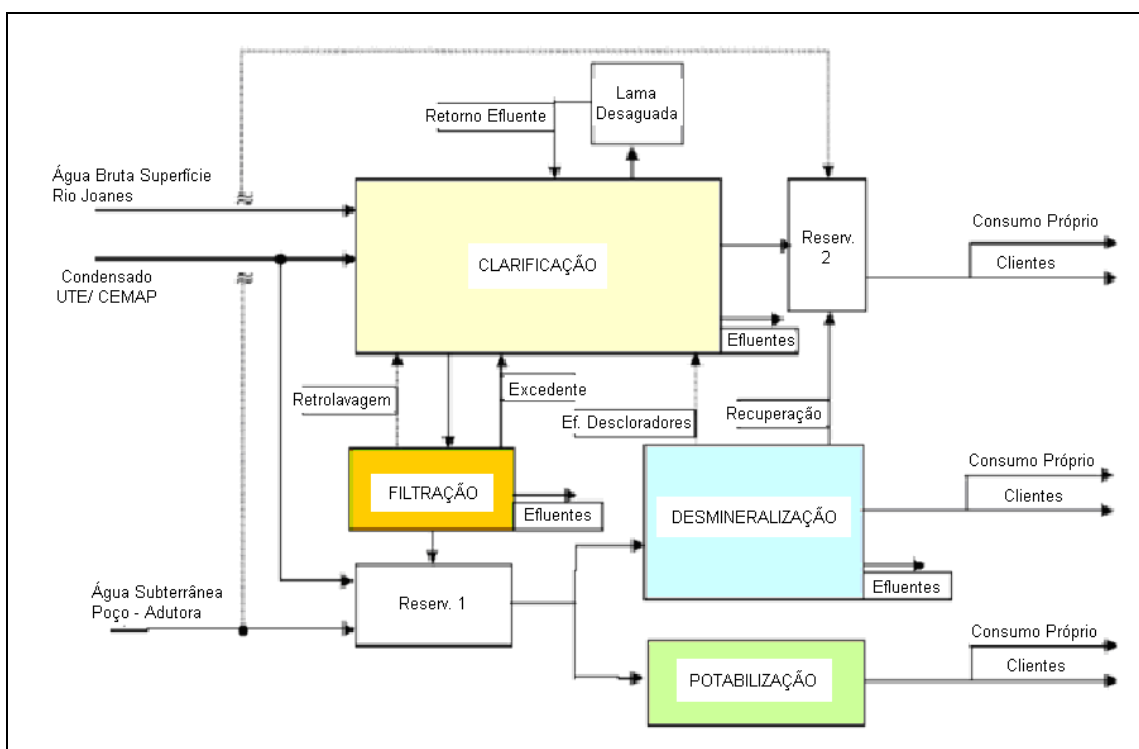 Lama
Desaguada
Retorno Efluente
Água Bruta Superfície
Rio Joanes
Condensado
UTE/ CEMAP
CLARIFICAÇÃO
Reserv.
2
Consumo Próprio
Clientes
Efluentes
Retrolavagem
Excedente
Ef. Descloradores
Recuperação
FILTRAÇÃO
Efluentes
DESMINERALIZAÇÃO
Consumo Próprio
Clientes
Efluentes
Água Subterrânea
Poço - Adutora
Reserv. 1
POTABILIZAÇÃO
Consumo Próprio
Clientes